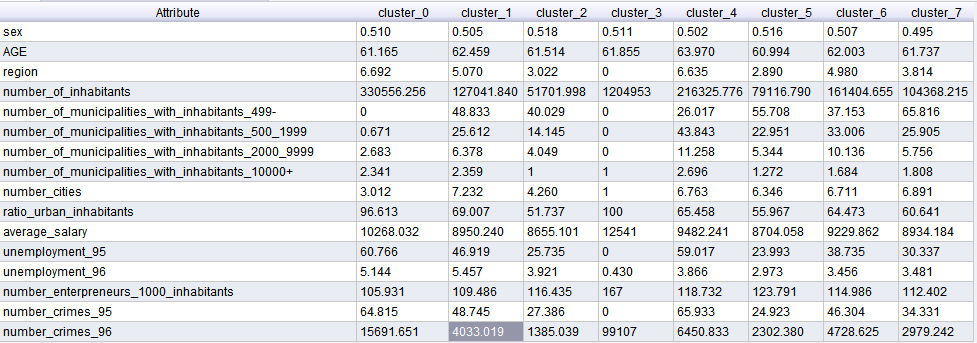 Attribute cluster_0 cluster_1 cluster_2 cluster_3 cluster_4 cluster_5 cluster_6 cluster_7
sex 0.510 0.505 0.518 0.511 0.502 0.516 0.507 0.495
AGE 61.165 62.459 61.514 61.855 63.970 60.994 62.003 61.737
region 6.692 5.070 3.022 0 6.635 2.890 4.980 3.814
number_of_inhabitants 330556.256 127041.840 51701.998 1204953 216325.776 79116.790 161404.655 104368.215
number_of_municipalities_with_inhabitants_499- 0 48.833 40.029 0 26.017 55.708 37.153 65.816
number_of_municipalities_with_inhabitants_500_1999 0.671 25.612 14.145 0 43.843 22.951 33.006 25.905
number_of_municipalities_with_inhabitants_2000_9999 2.683 6.378 4.049 0 11.258 5.344 10.136 5.756
number_of_municipalities_with_inhabitants_10000+ 2.341 2.359 1 1 2.696 1.272 1.684 1.808
number_cities 3.012 7.232 4.260 1 6.763 6.346 6.711 6.891
ratio_urban_inhabitants 96.613 69.007 51.737 100 65.458 55.967 64.473 60.641
average_salary 10268.032 8950.240 8655.101 12541 9482.241 8704.058 9229.862 8934.184
unemployment_95 60.766 46.919 25.735 0 59.017 23.993 38.735 30.337
unemployment_96 5.144 5.457 3.921 0.430 3.866 2.973 3.456 3.481
number_enterpreneurs_1000_inhabitants 105.931 109.486 116.435 167 118.732 123.791 114.986 112.402
number_crimes_95 64.815 48.745 27.386 0 65.933 24.923 46.304 34.331
number_crimes_96 15691.651 4033.019 1385.039 99107 6450.833 2302.380 4728.625 2979.242